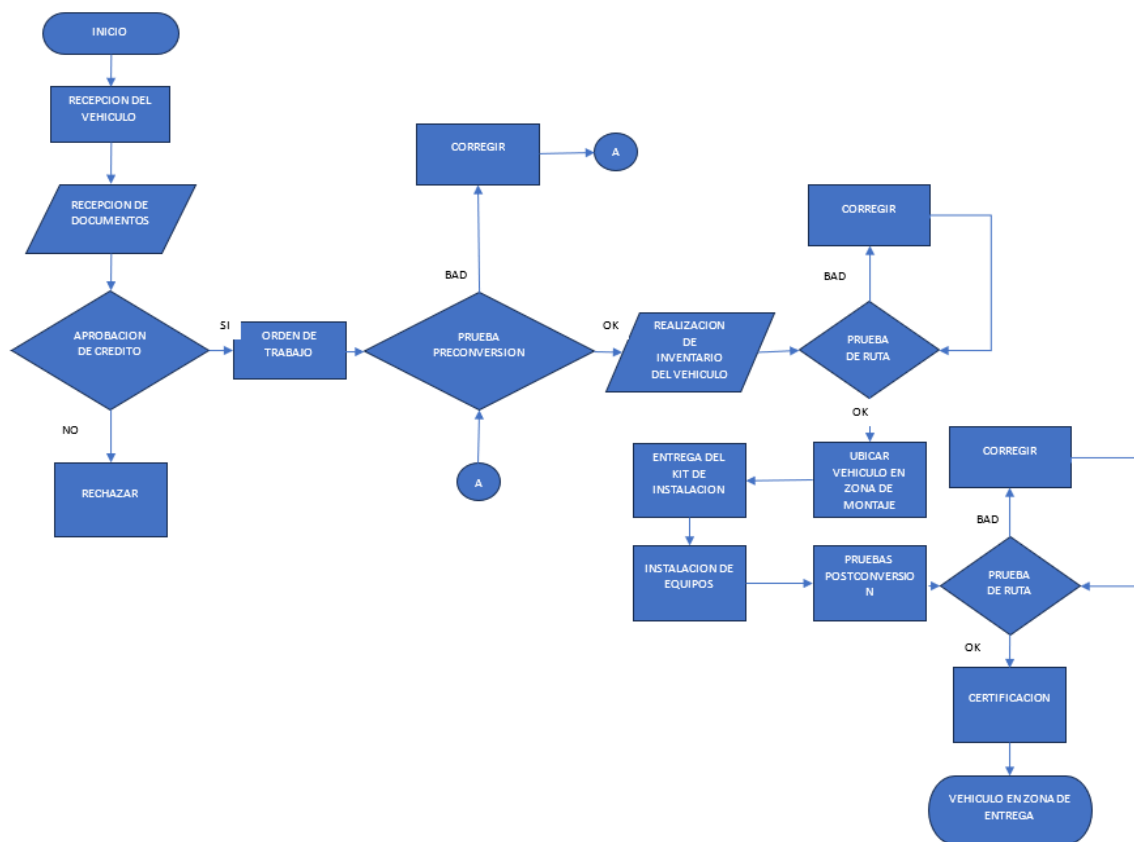 INICIO
RECEPCION DEL
VEHICULO
RECEPCION DE
DOCUMENTOS
APROBACION
DE CREDITO
SI
NO
RECHAZAR
ORDEN DE
TRABAJO
CORREGIR
A
BAD
PRUEBA
PRECONVERSION
A
OK
REALIZACION
DE
INVENTARIO
DEL VEHICULO
CORREGIR
BAD
PRUEBA
DE RUTA
OK
UBICAR
VEHICULO EN
ZONA DE
MONTAJE
ENTREGA DEL
KIT DE
INSTALACION
INSTALACION DE
EQUIPOS
PRUEBAS
POSTCONVERSIO
N
CORREGIR
BAD
PRUEBA
DE RUTA
OK
CERTIFICACION
VEHICULO EN ZONA DE
ENTREGA